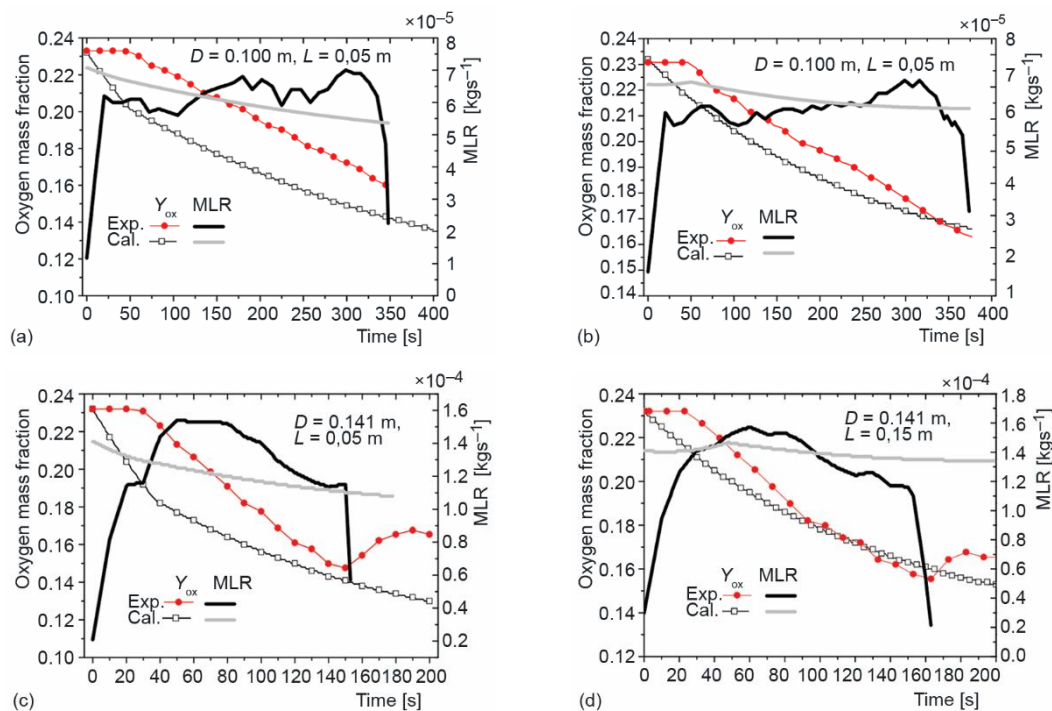 ×10⁻⁵
0.24
0.22
0.20
0.18
0.16
0.14
0.12
0.10
Oxygen mass fraction
D = 0.100 m, L = 0,05 m
Yox MLR
Exp.
Cal.
8
7
6
5
4
3
2
1
0
MLR [kgs⁻¹]
0 50 100 150 200 250 300 350 400
Time [s]
(a)
×10⁻⁵
0.24
0.23
0.22
0.21
0.20
0.19
0.18
0.17
0.16
0.15
0.14
Oxygen mass fraction
D = 0.100 m, L = 0,05 m
Yox MLR
Exp.
Cal.
8
7
6
5
4
3
2
1
MLR [kgs⁻¹]
0 50 100 150 200 250 300 350 400
Time [s]
(b)
×10⁻⁴
0.24
0.22
0.20
0.18
0.16
0.14
0.12
0.10
Oxygen mass fraction
D = 0.141 m,
L = 0,05 m
Yox MLR
Exp.
Cal.
1.6
1.4
1.2
1.0
0.8
0.6
0.4
0.2
MLR [kgs⁻¹]
0 20 40 60 80 100 120 140 160 180 200
Time [s]
(c)
×10⁻⁴
0.24
0.22
0.20
0.18
0.16
0.14
0.12
Oxygen mass fraction
D = 0.141 m,
L = 0,15 m
Yox MLR
Exp.
Cal.
1.8
1.6
1.4
1.2
1.0
0.8
0.6
0.4
0.3
0.2
0.0
MLR [kgs⁻¹]
0 20 40 60 80 100 120 140 160 180 200
Time [s]
(d)